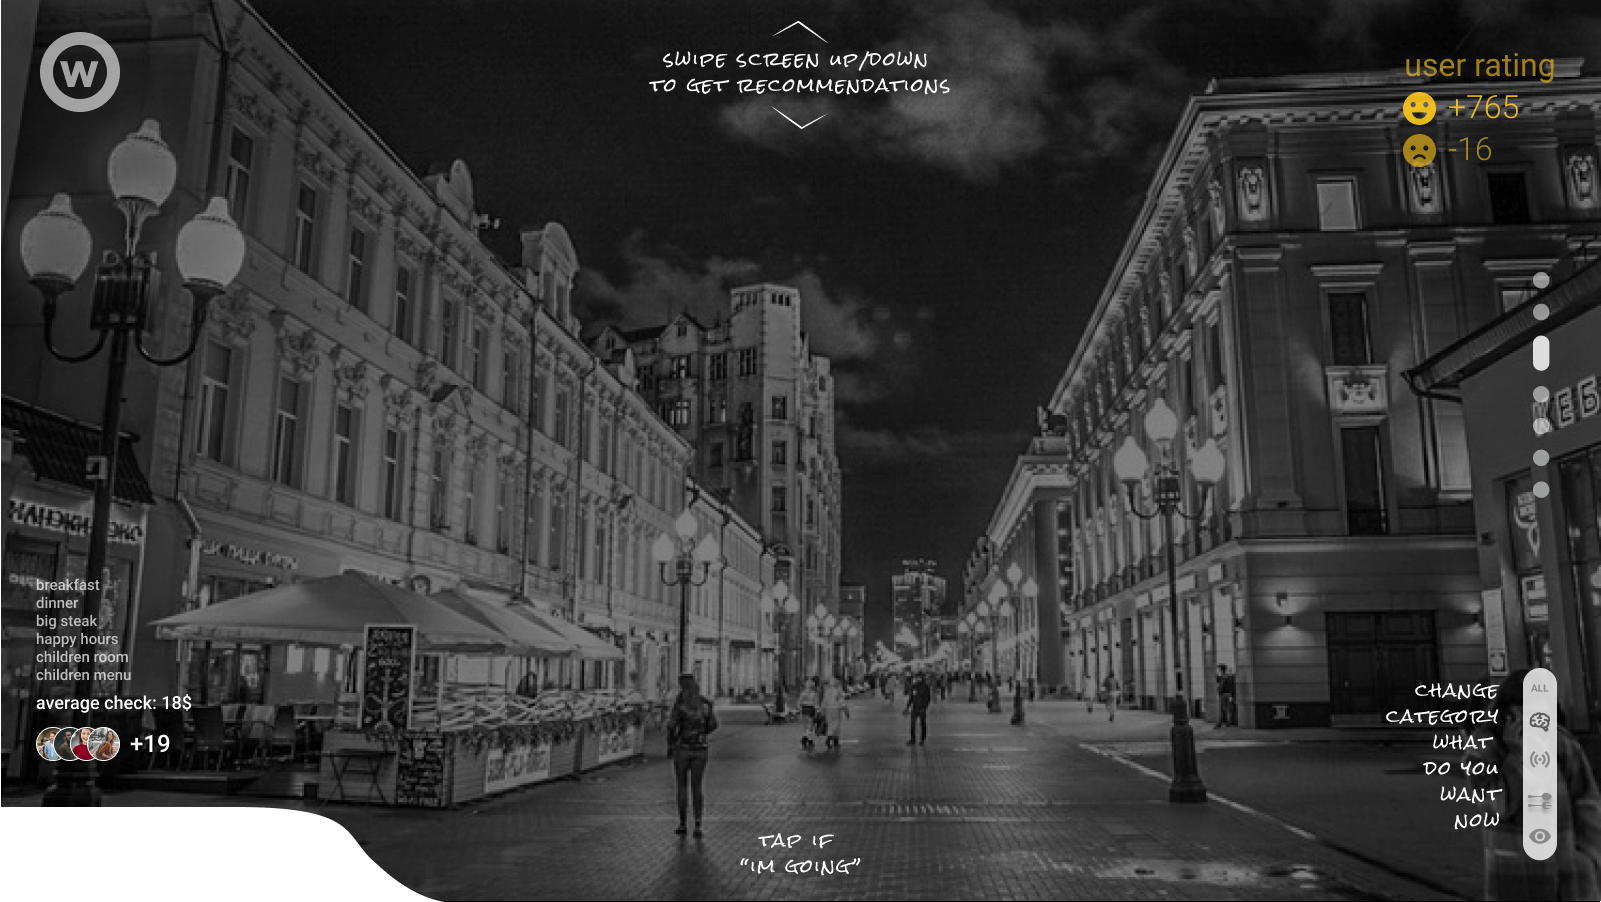 W
SWIPE SCREEN UP/DOWN
TO GET RECOMMENDATIONS
user rating
+765
-16
breakfast
dinner
big steak
happy hours
children room
children menu
average check: 18$
+19
TAP IF
“IM GOING”
CHANGE
CATEGORY
WHAT
DO YOU
WANT
NOW
ALL